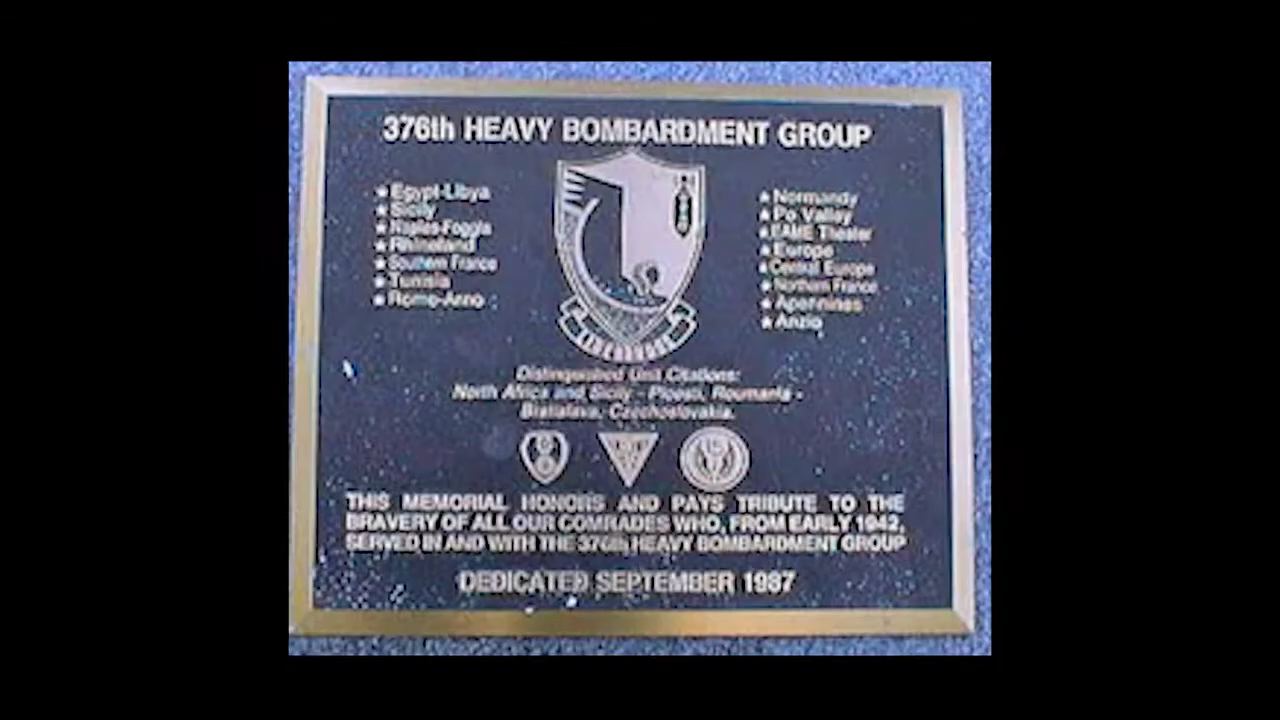 376th HEAVY BOMBARDMENT GROUP
Egypt-Libya
Sicily
Naples-Foggia
Rhineland
Southern France
Tunisia
Rome-Arno
Normandy
Po Valley
EAME Theater
Europe
Central Europe
Northern France
Apennines
Anzio
LIBERANDOS
Distinguished Unit Citations:
North Africa and Sicily - Ploesti, Roumania -
Bratislava, Czechoslovakia.
THIS MEMORIAL HONORS AND PAYS TRIBUTE TO THE
BRAVERY OF ALL OUR COMRADES WHO, FROM EARLY 1942,
SERVED IN AND WITH THE 376th HEAVY BOMBARDMENT GROUP
DEDICATED SEPTEMBER 1987